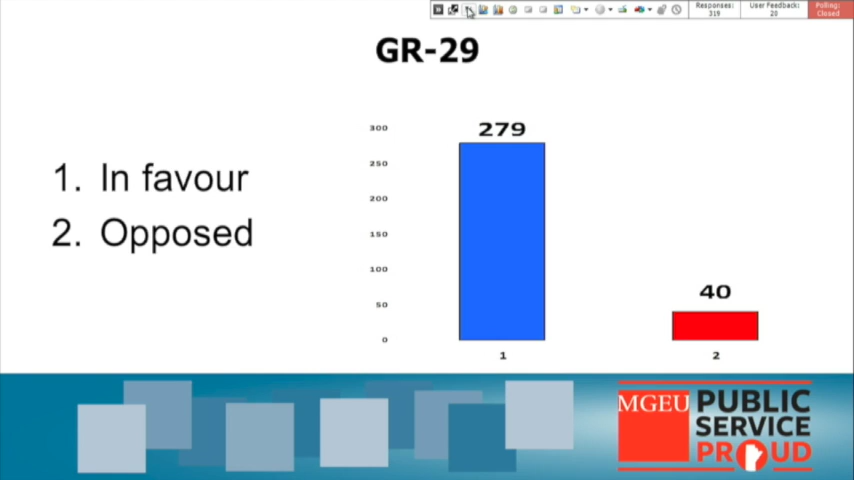 Responses:
319
User Feedback:
20
Polling:
Closed
GR-29
1. In favour
2. Opposed
300
250
200
150
100
50
0
279
40
1
2
MGEU
PUBLIC
SERVICE
PROUD